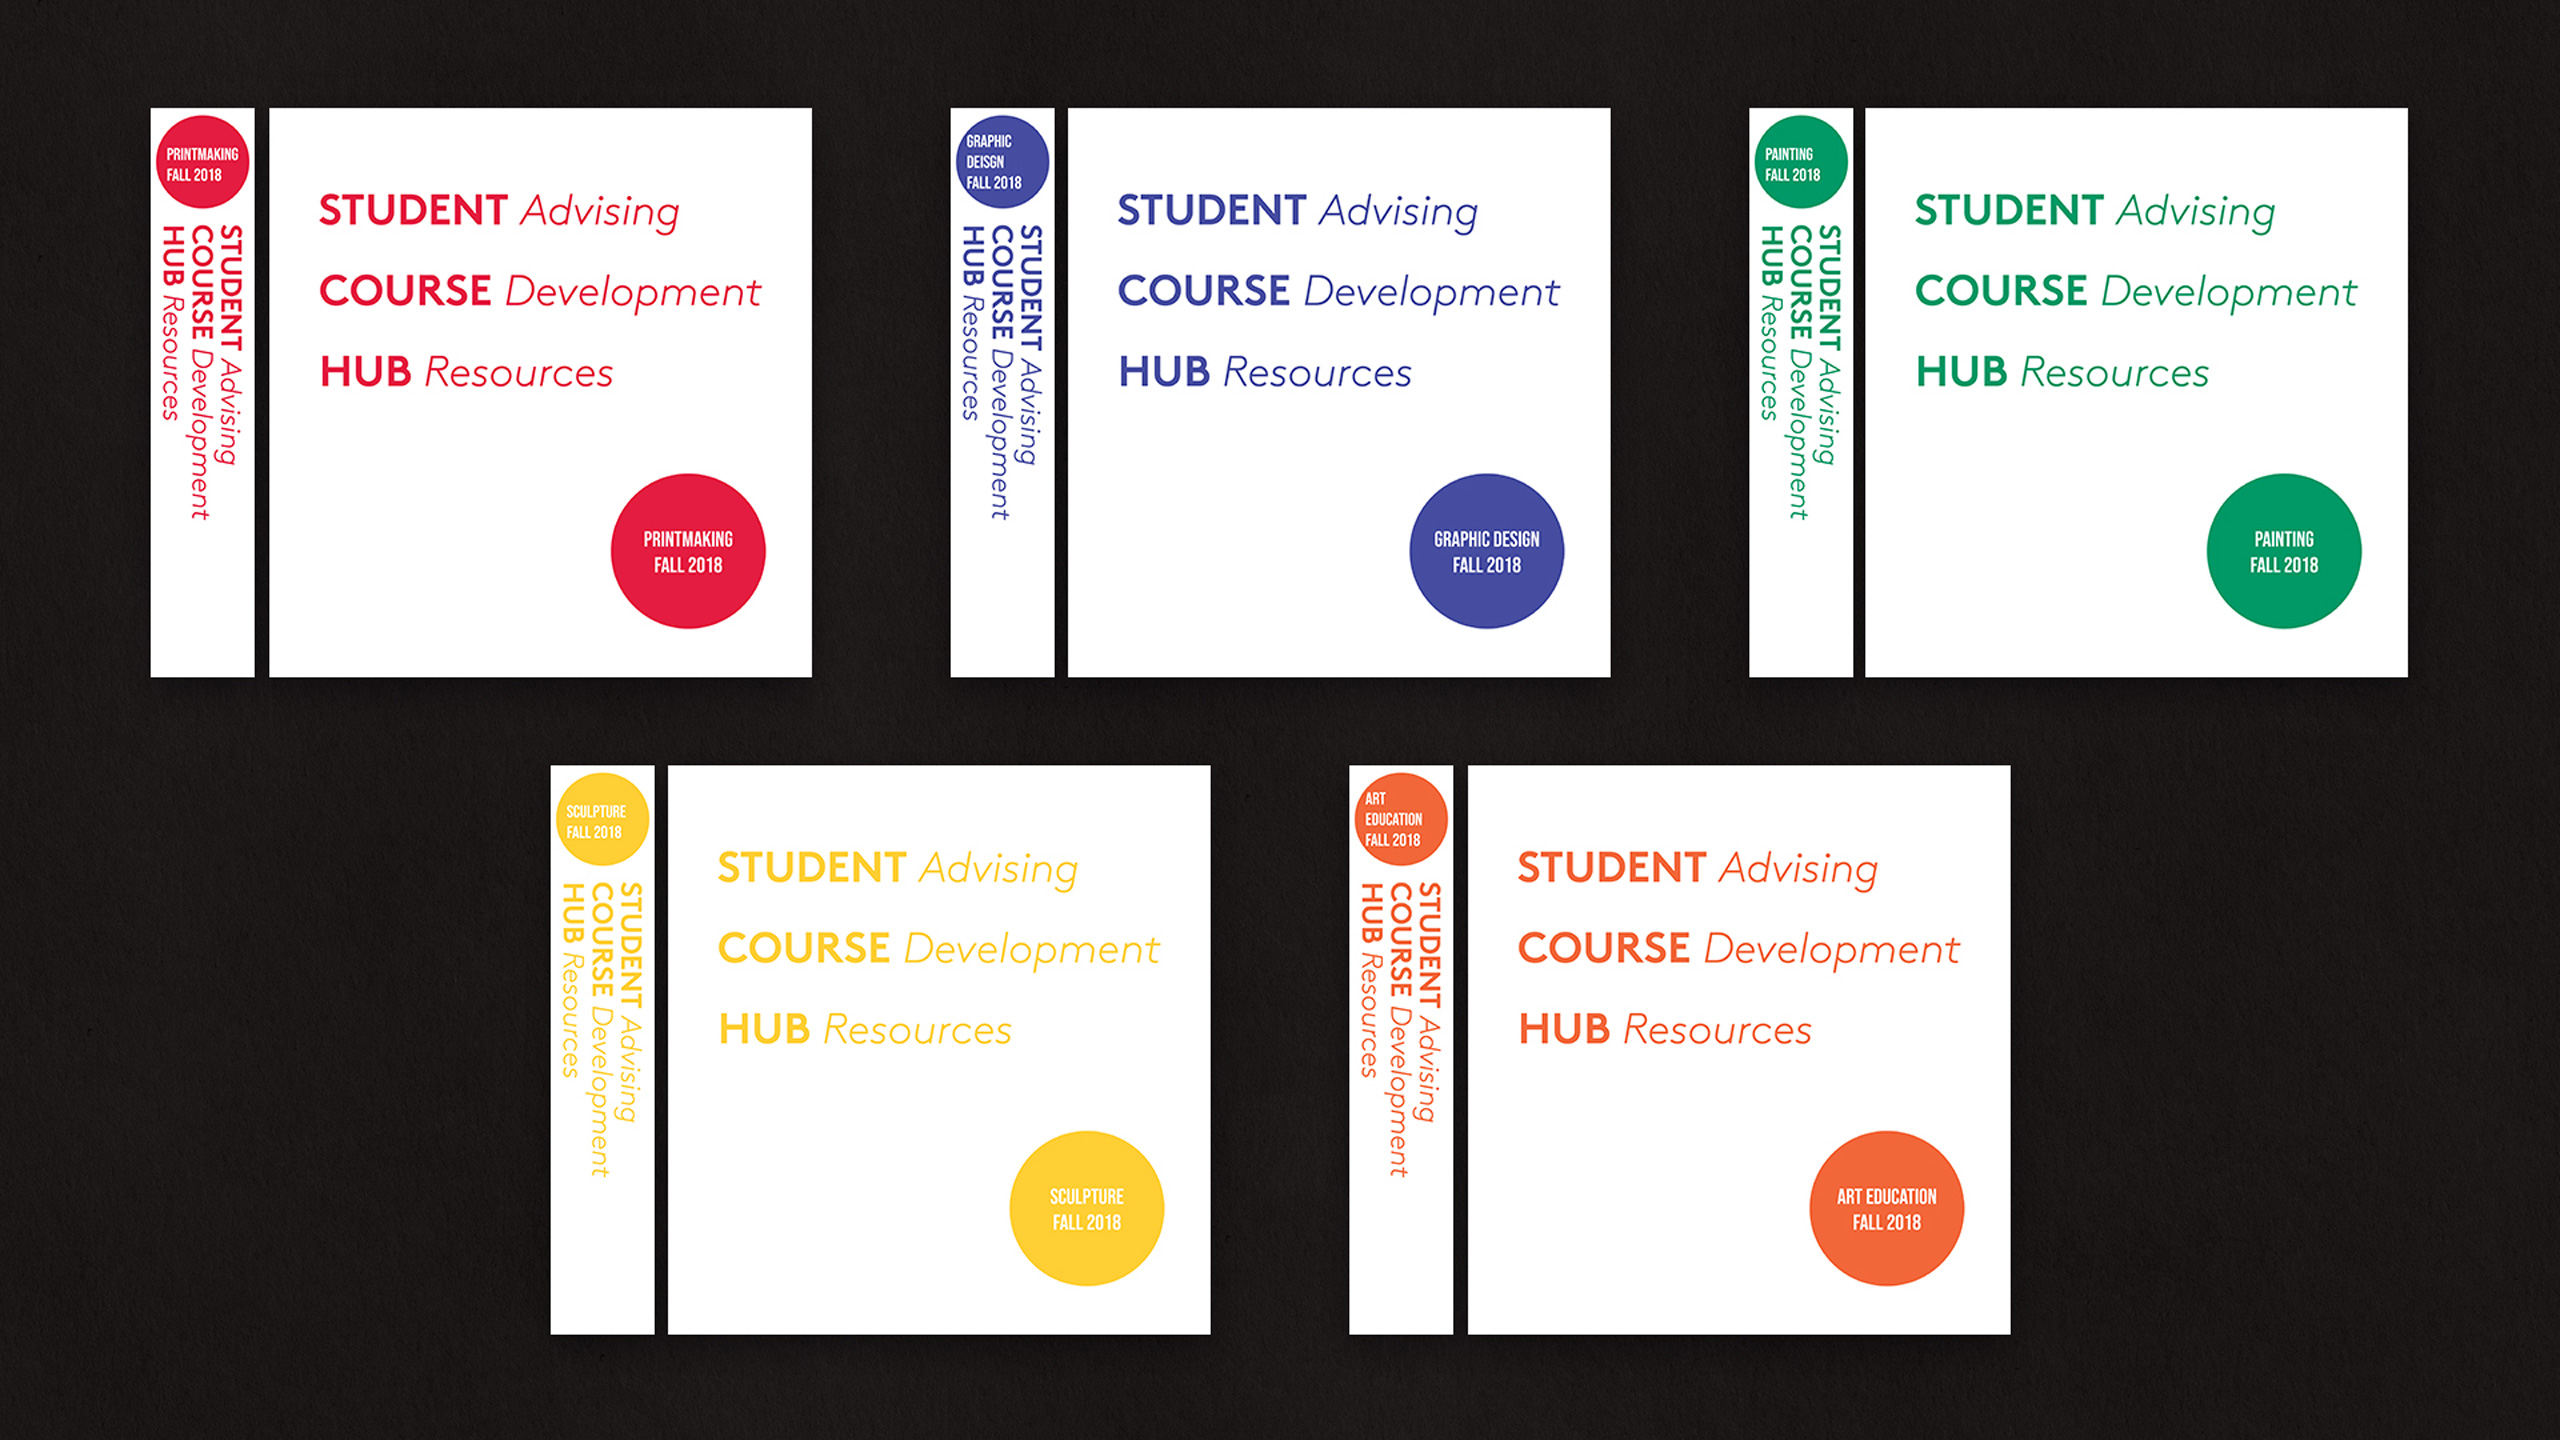 PRINTMAKING
FALL 2018
STUDENT Advising
COURSE Development
HUB Resources
STUDENT Advising
COURSE Development
HUB Resources
PRINTMAKING
FALL 2018
GRAPHIC
DEISGN
FALL 2018
STUDENT Advising
COURSE Development
HUB Resources
STUDENT Advising
COURSE Development
HUB Resources
GRAPHIC DESIGN
FALL 2018
PAINTING
FALL 2018
STUDENT Advising
COURSE Development
HUB Resources
STUDENT Advising
COURSE Development
HUB Resources
PAINTING
FALL 2018
SCULPTURE
FALL 2018
STUDENT Advising
COURSE Development
HUB Resources
STUDENT Advising
COURSE Development
HUB Resources
SCULPTURE
FALL 2018
ART
EDUCATION
FALL 2018
STUDENT Advising
COURSE Development
HUB Resources
STUDENT Advising
COURSE Development
HUB Resources
ART EDUCATION
FALL 2018